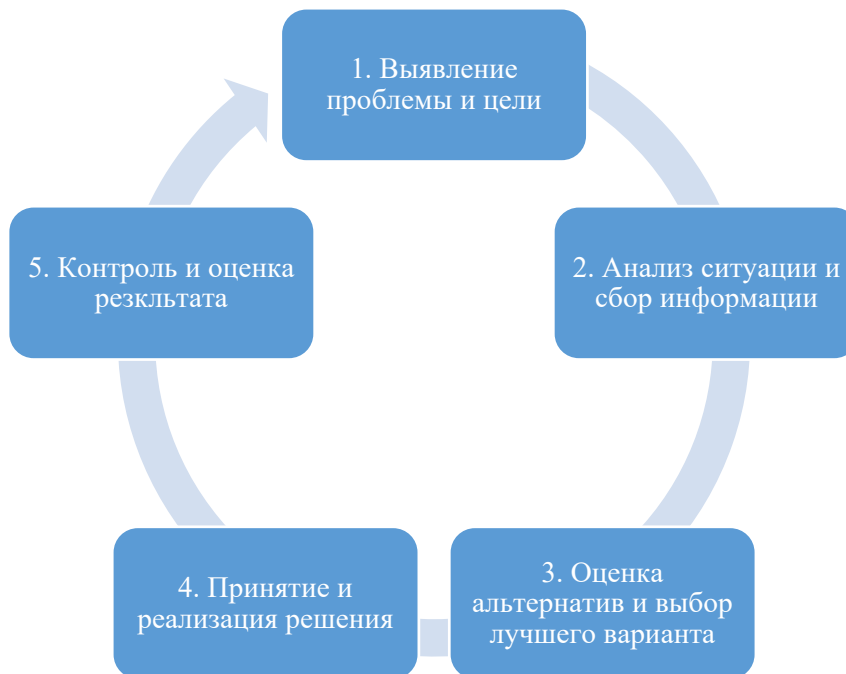 1. Выявление
проблемы и цели
2. Анализ ситуации и
сбор информации
3. Оценка
альтернатив и выбор
лучшего варианта
4. Принятие и
реализация решения
5. Контроль и оценка
резкльтата